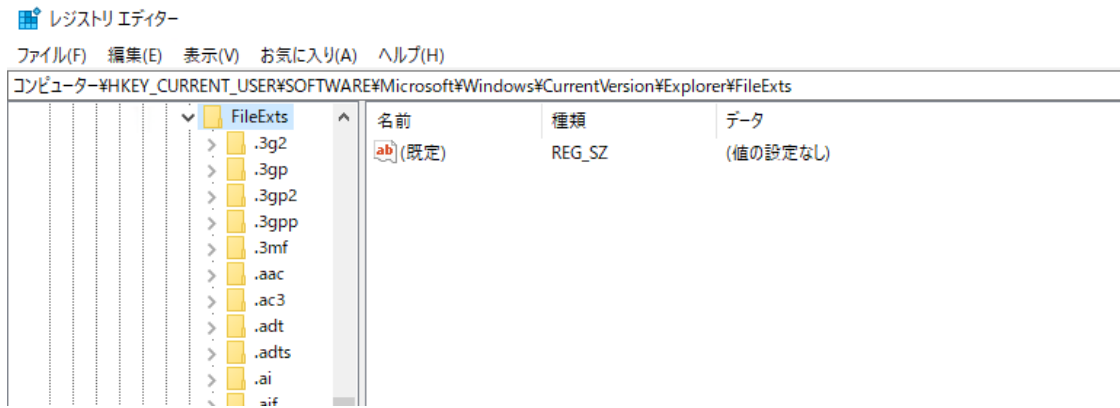 レジストリ エディター
ファイル(F) 編集(E) 表示(V) お気に入り(A) ヘルプ(H)
コンピューター¥HKEY_CURRENT_USER¥SOFTWARE¥Microsoft¥Windows¥CurrentVersion¥Explorer¥FileExts
FileExts
.3g2
.3gp
.3gp2
.3gpp
.3mf
.aac
.ac3
.adt
.adts
.ai
.aif
名前 種類 データ
ab (既定) REG_SZ (値の設定なし)